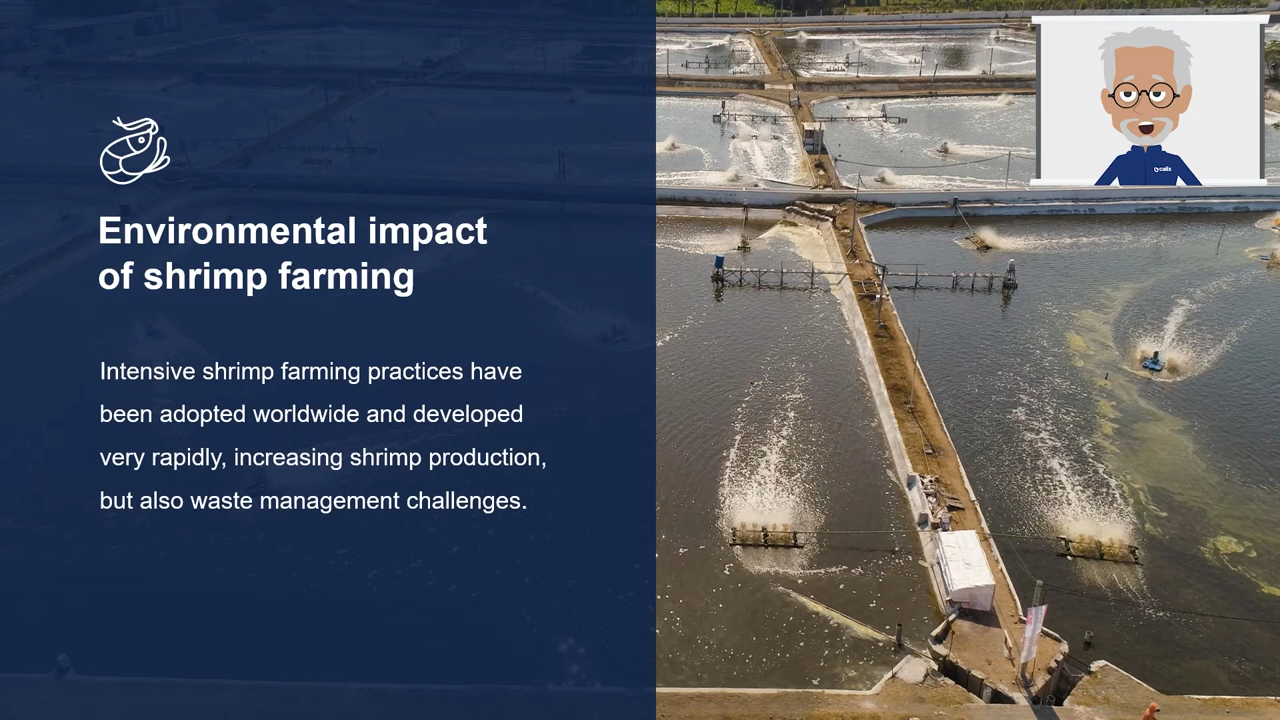 Environmental impact
of shrimp farming
Intensive shrimp farming practices have
been adopted worldwide and developed
very rapidly, increasing shrimp production,
but also waste management challenges.
calix